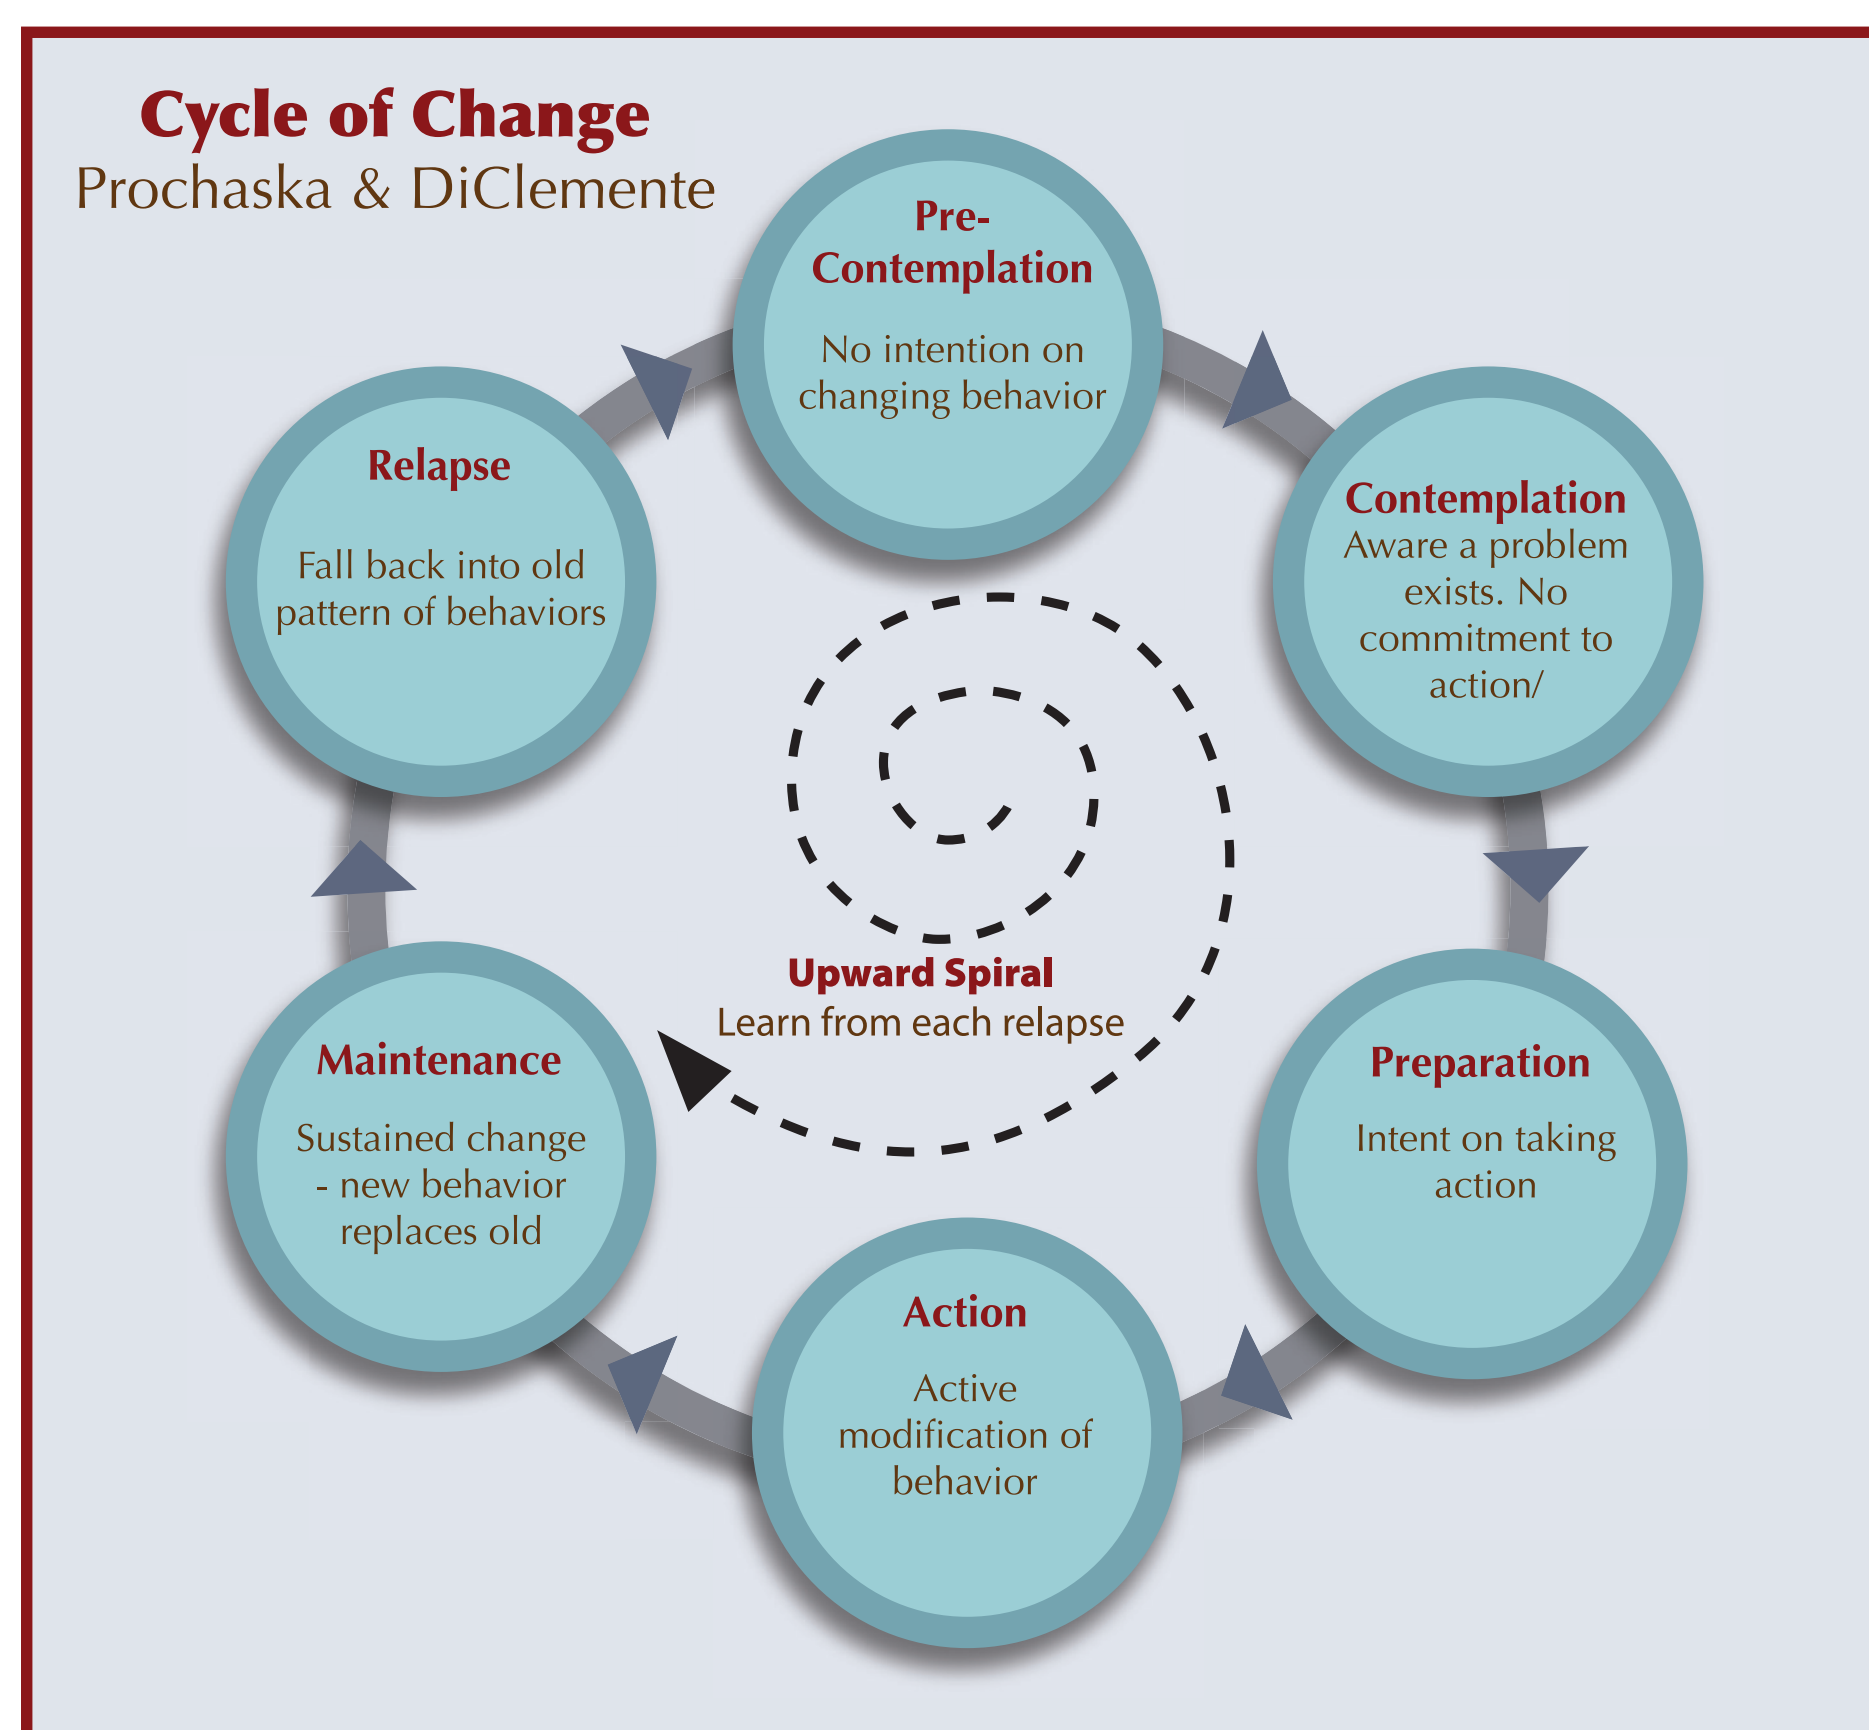 Cycle of Change
Prochaska & DiClemente
Pre-
Contemplation
No intention on
changing behavior
Contemplation
Aware a problem
exists. No
commitment to
action/
Preparation
Intent on taking
action
Action
Active
modification of
behavior
Maintenance
Sustained change
- new behavior
replaces old
Relapse
Fall back into old
pattern of behaviors
Upward Spiral
Learn from each relapse